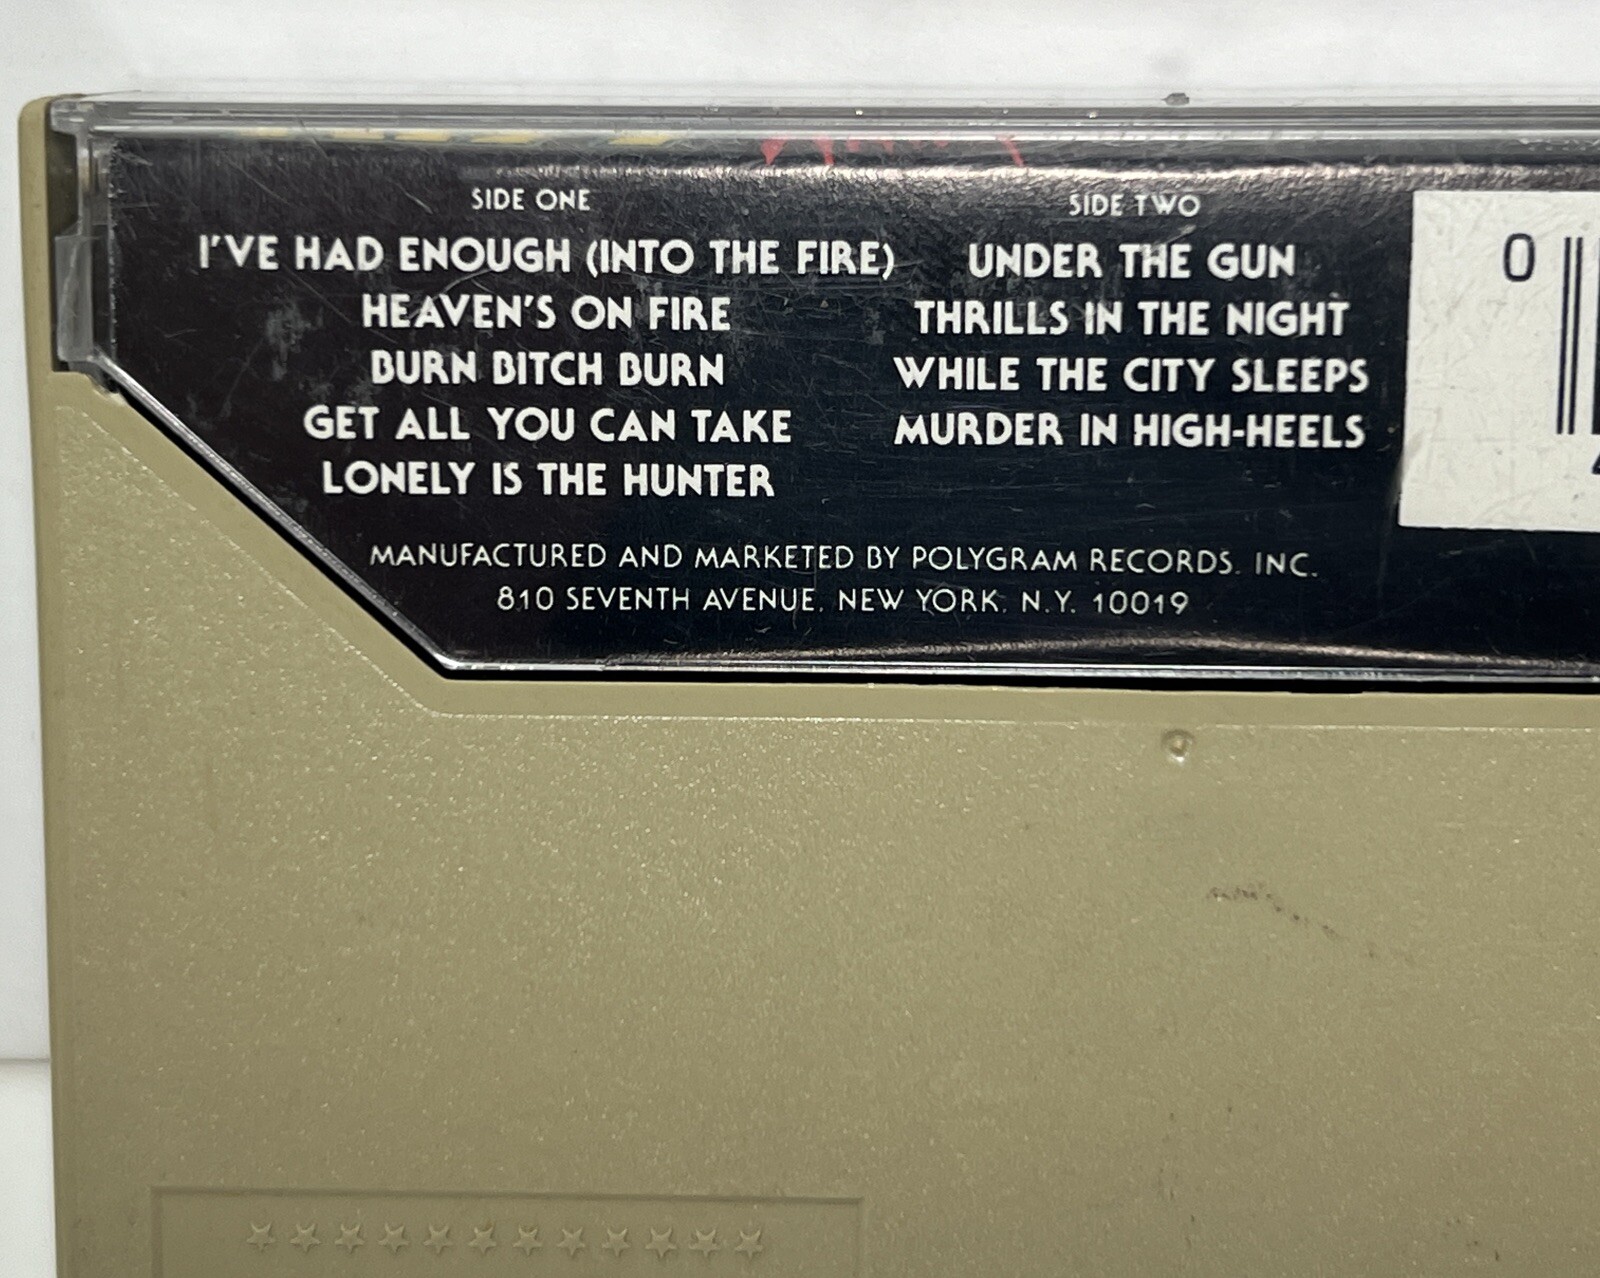 SIDE ONE
I'VE HAD ENOUGH (INTO THE FIRE)
HEAVEN'S ON FIRE
BURN BITCH BURN
GET ALL YOU CAN TAKE
LONELY IS THE HUNTER
SIDE TWO
UNDER THE GUN
THRILLS IN THE NIGHT
WHILE THE CITY SLEEPS
MURDER IN HIGH-HEELS
MANUFACTURED AND MARKETED BY POLYGRAM RECORDS, INC.
810 SEVENTH AVENUE, NEW YORK, N.Y. 10019
0